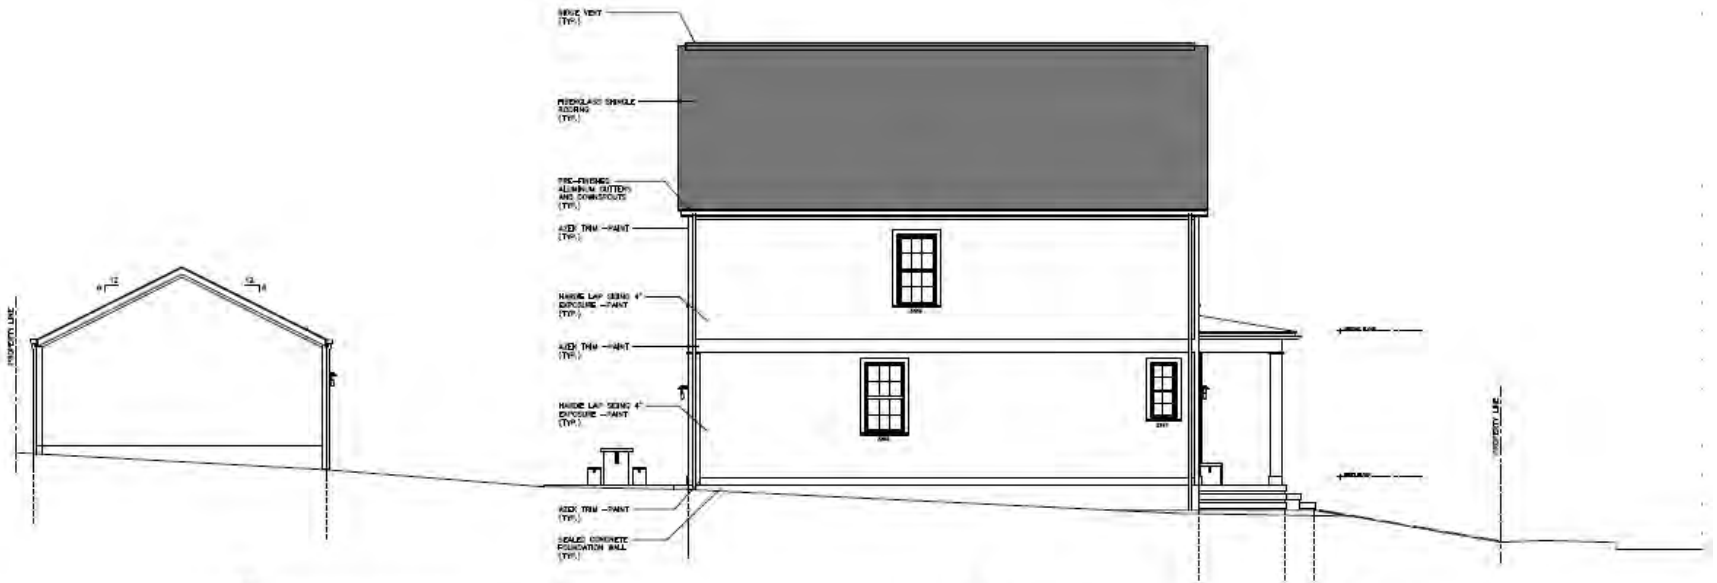 RIDGE VENT
(TYP.)
FIBERGLASS SHINGLE
ROOFING
(TYP.)
PRE-FINISHED
ALUMINUM GUTTERS
AND DOWNSPOUTS
(TYP.)
AZEK TRIM -PAINT
(TYP.)
12
12
8
PROPERTY LINE
HARDIE LAP SIDING 4"
EXPOSURE -PAINT
(TYP.)
AZEK TRIM -PAINT
(TYP.)
HARDIE LAP SIDING 4"
EXPOSURE -PAINT
(TYP.)
PROPERTY LINE
AZEK TRIM -PAINT
(TYP.)
SEALED CONCRETE
FOUNDATION WALL
(TYP.)